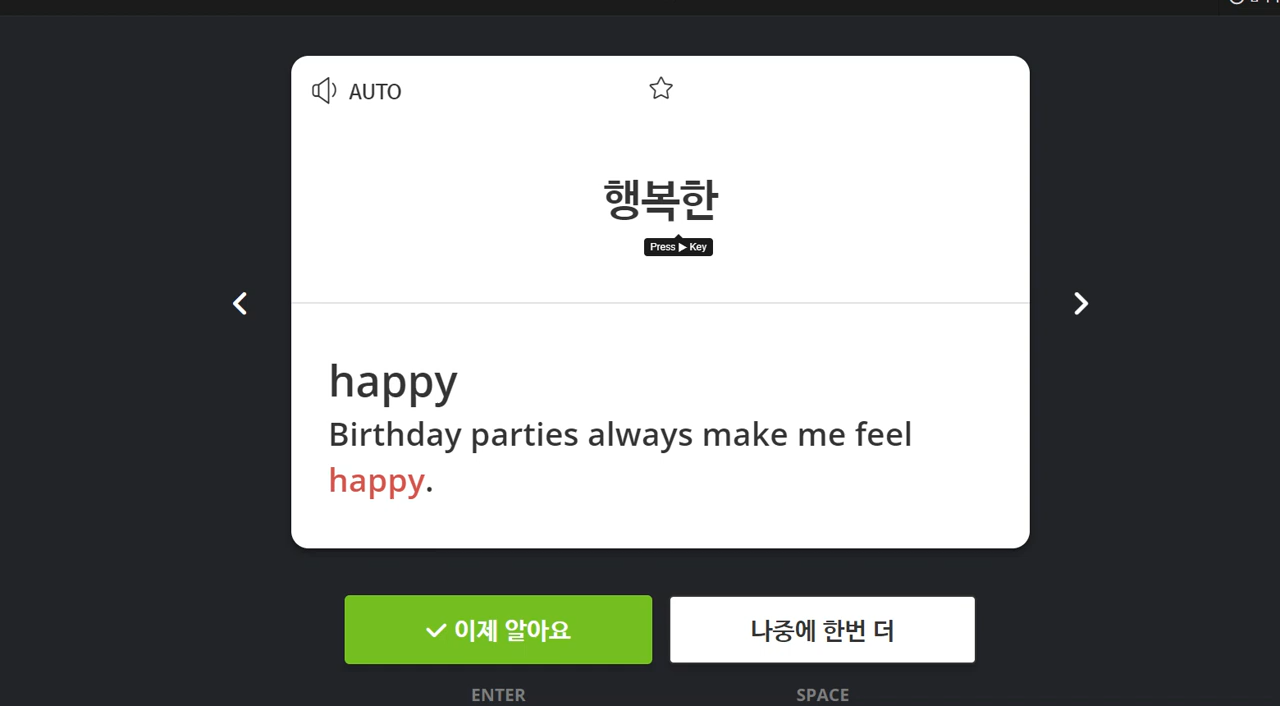 AUTO
행복한
Press ▶ Key
happy
Birthday parties always make me feel
happy.
이제 알아요
나중에 한번 더
ENTER
SPACE